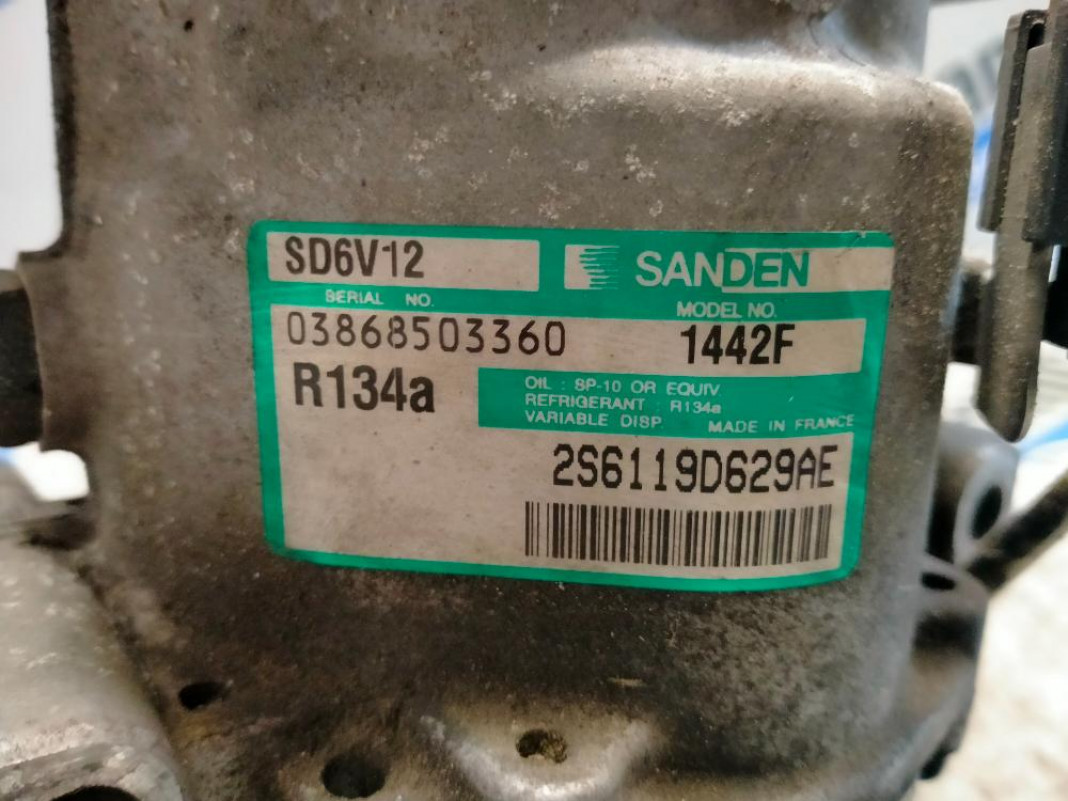 SD6V12 SANDEN
SERIAL NO. MODEL NO.
03868503360 1442F
R134a
OIL : SP-10 OR EQUIV
REFRIGERANT : R134a
VARIABLE DISP. MADE IN FRANCE
2S6119D629AE